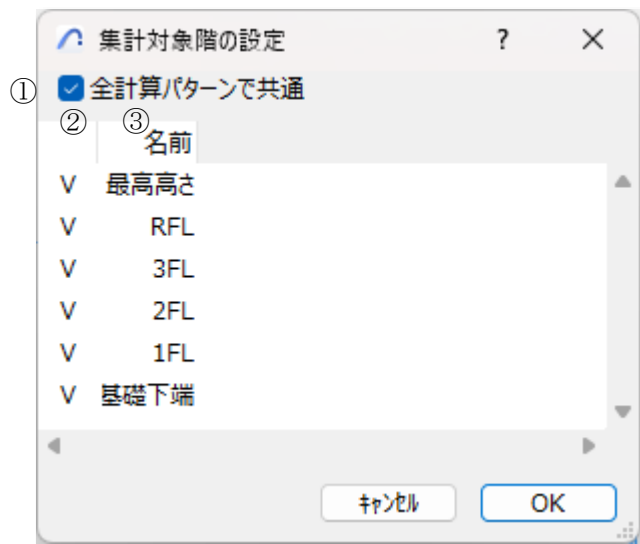 集計対象階の設定 ?
① 全計算パターンで共通
② ③
名前
V 最高高さ
V RFL
V 3FL
V 2FL
V 1FL
V 基礎下端
ｷｬﾝｾﾙ OK